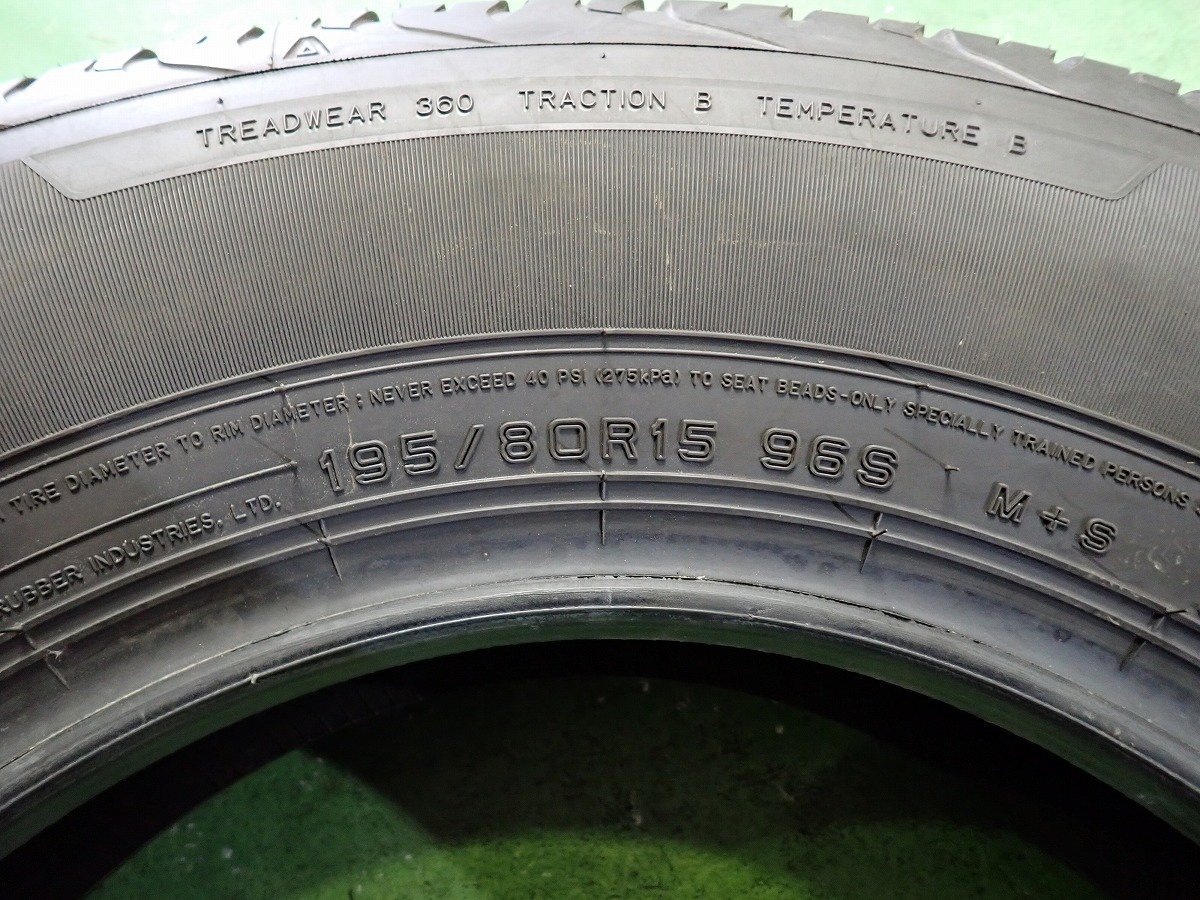 TREADWEAR 360 TRACTION B TEMPERATURE B
TIRE DIAMETER TO RIM DIAMETER : NEVER EXCEED 40 PSI (275kPa) TO SEAT BEADS-ONLY SPECIALLY TRAINED PERSONS
195/80R15 96S M+S
RUBBER INDUSTRIES, LTD.